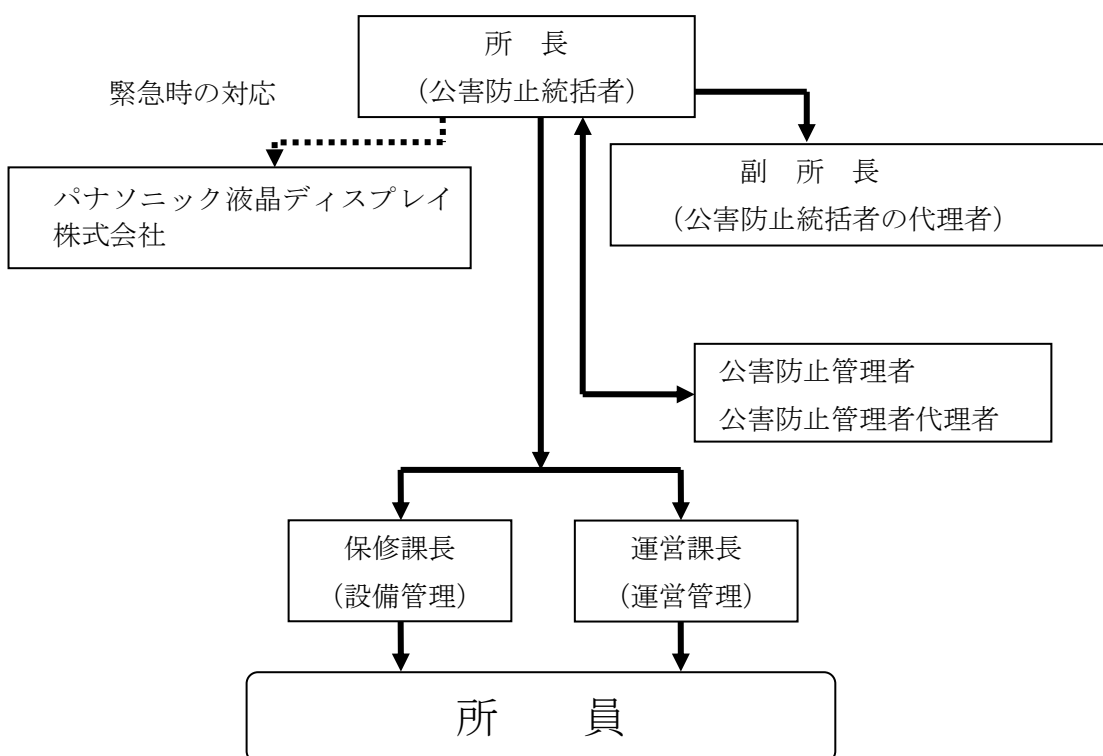 所　長
（公害防止統括者）
緊急時の対応
パナソニック液晶ディスプレイ
株式会社
副　所　長
（公害防止統括者の代理者）
公害防止管理者
公害防止管理者代理者
保修課長
（設備管理）
運営課長
（運営管理）
所　　員